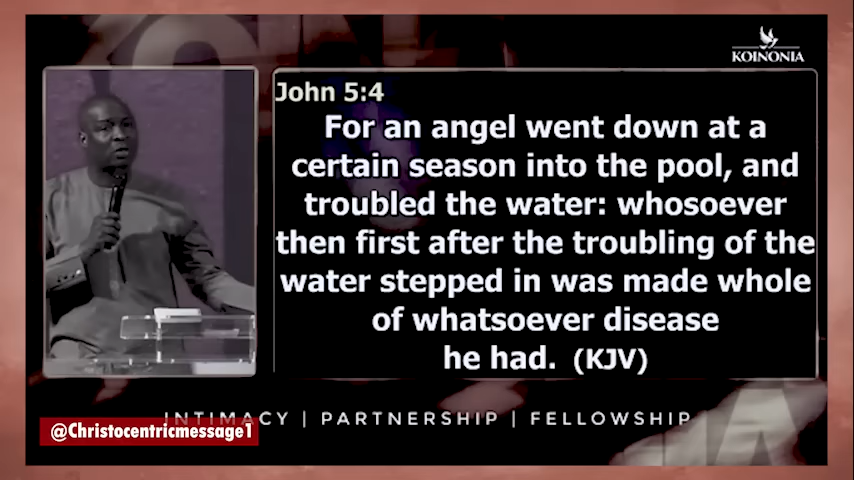 KOINONIA
John 5:4
For an angel went down at a
certain season into the pool, and
troubled the water: whosoever
then first after the troubling of the
water stepped in was made whole
of whatsoever disease
he had. (KJV)
INTIMACY | PARTNERSHIP | FELLOWSHIP
@Christocentricmessage1